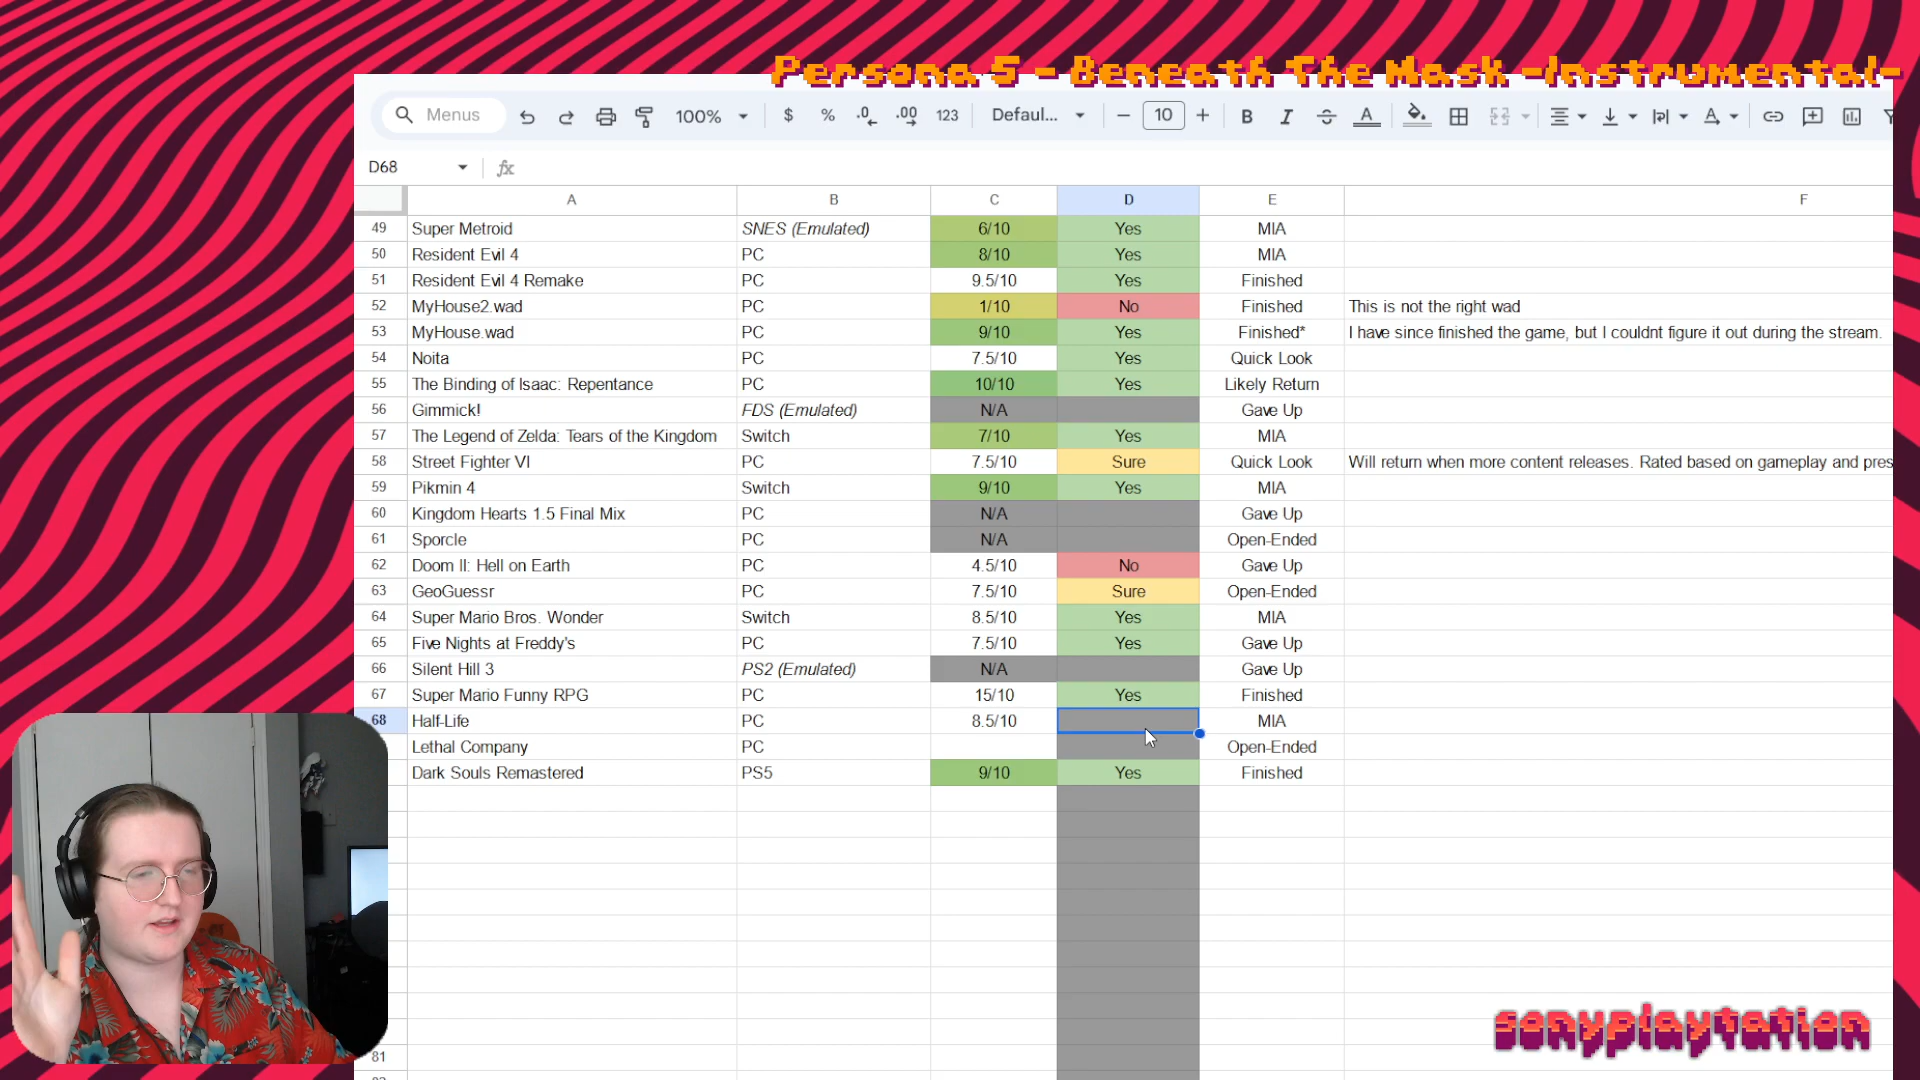 Persona 5 - Beneath The Mask -Instrumental-
Menus 100% $ % .0 .00 123 Defaul... − 10 + B I A
D68 fx
A B C D E F
49 Super Metroid SNES (Emulated) 6/10 Yes MIA
50 Resident Evil 4 PC 8/10 Yes MIA
51 Resident Evil 4 Remake PC 9.5/10 Yes Finished
52 MyHouse2.wad PC 1/10 No Finished This is not the right wad
53 MyHouse.wad PC 9/10 Yes Finished* I have since finished the game, but I couldnt figure it out during the stream.
54 Noita PC 7.5/10 Yes Quick Look
55 The Binding of Isaac: Repentance PC 10/10 Yes Likely Return
56 Gimmick! FDS (Emulated) N/A Gave Up
57 The Legend of Zelda: Tears of the Kingdom Switch 7/10 Yes MIA
58 Street Fighter VI PC 7.5/10 Sure Quick Look Will return when more content releases. Rated based on gameplay and pres
59 Pikmin 4 Switch 9/10 Yes MIA
60 Kingdom Hearts 1.5 Final Mix PC N/A Gave Up
61 Sporcle PC N/A Open-Ended
62 Doom II: Hell on Earth PC 4.5/10 No Gave Up
63 GeoGuessr PC 7.5/10 Sure Open-Ended
64 Super Mario Bros. Wonder Switch 8.5/10 Yes MIA
65 Five Nights at Freddy's PC 7.5/10 Yes Gave Up
66 Silent Hill 3 PS2 (Emulated) N/A Gave Up
67 Super Mario Funny RPG PC 15/10 Yes Finished
68 Half-Life PC 8.5/10 MIA
Lethal Company PC Open-Ended
Dark Souls Remastered PS5 9/10 Yes Finished
81
sonyplaytation